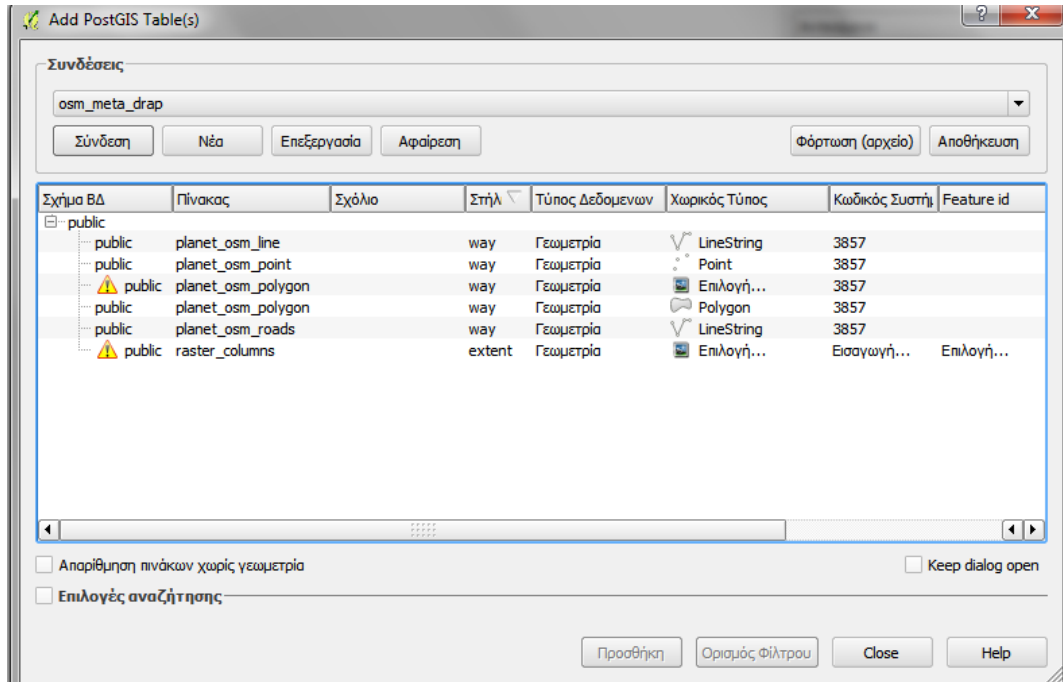 Add PostGIS Table(s)
Συνδέσεις
osm_meta_drap
Σύνδεση Νέα Επεξεργασία Αφαίρεση Φόρτωση (αρχείο) Αποθήκευση
Σχήμα ΒΔ Πίνακας Σχόλιο Στήλ Τύπος Δεδομενων Χωρικός Τύπος Κωδικός Συστή Feature id
public
public planet_osm_line way Γεωμετρία LineString 3857
public planet_osm_point way Γεωμετρία Point 3857
public planet_osm_polygon way Γεωμετρία Επιλογή... 3857
public planet_osm_polygon way Γεωμετρία Polygon 3857
public planet_osm_roads way Γεωμετρία LineString 3857
public raster_columns extent Γεωμετρία Επιλογή... Εισαγωγή... Επιλογή...
Απαρίθμηση πινάκων χωρίς γεωμετρία Keep dialog open
Επιλογές αναζήτησης
Προσθήκη Ορισμός Φίλτρου Close Help